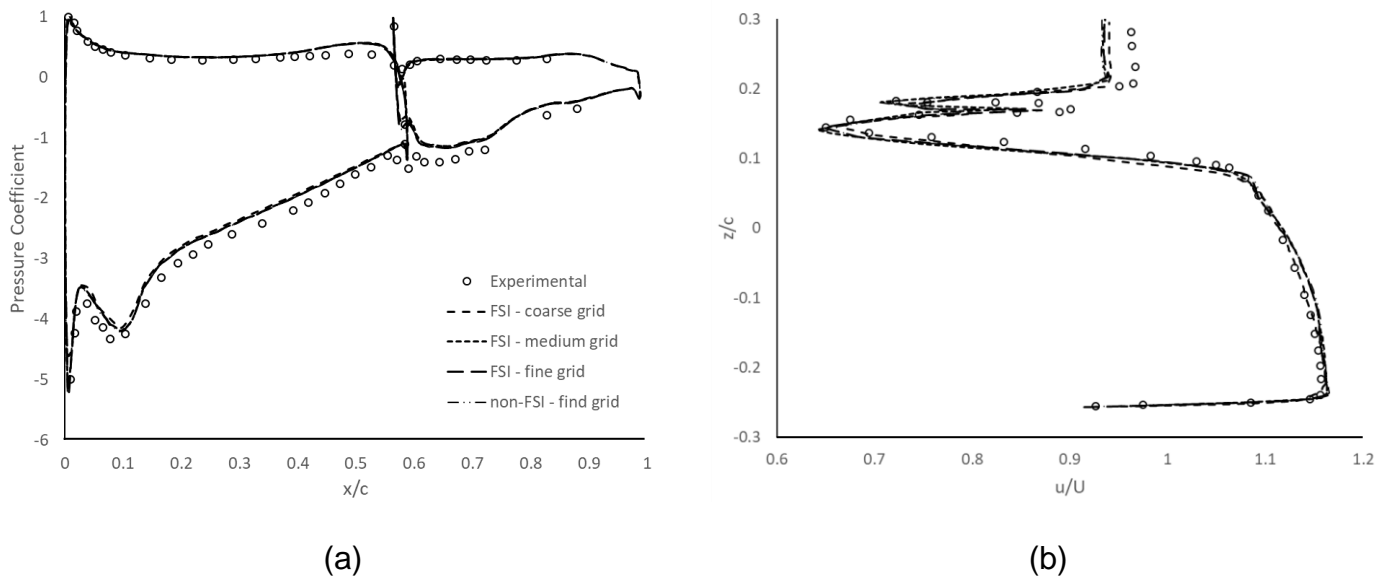 1
0
-1
-2
-3
-4
-5
-6
Pressure Coefficient
Experimental
FSI - coarse grid
FSI - medium grid
FSI - fine grid
non-FSI - find grid
0 0.1 0.2 0.3 0.4 0.5 0.6 0.7 0.8 0.9 1
x/c
(a)
0.3
0.2
0.1
0
-0.1
-0.2
-0.3
z/c
0.6 0.7 0.8 0.9 1 1.1 1.2
u/U
(b)